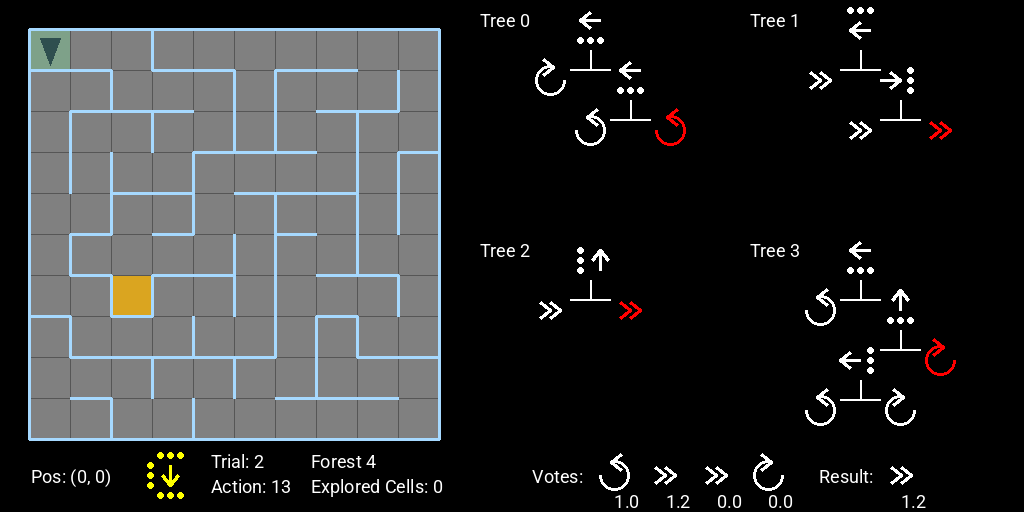 Tree 0
Tree 1
Tree 2
Tree 3
Pos: (0, 0)
Trial: 2
Forest 4
Action: 13
Explored Cells: 0
Votes:
1.0
1.2
0.0
0.0
Result:
1.2